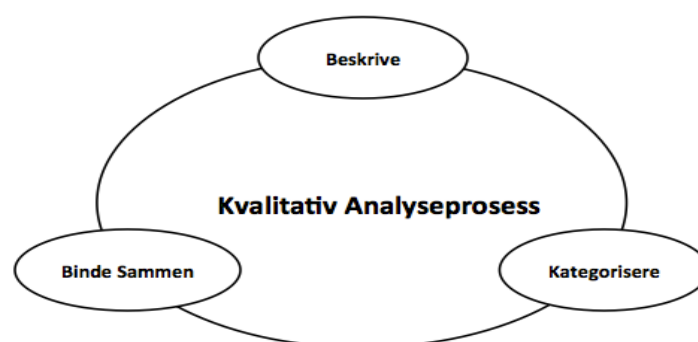 Beskrive
Kvalitativ Analyseprosess
Binde Sammen
Kategorisere